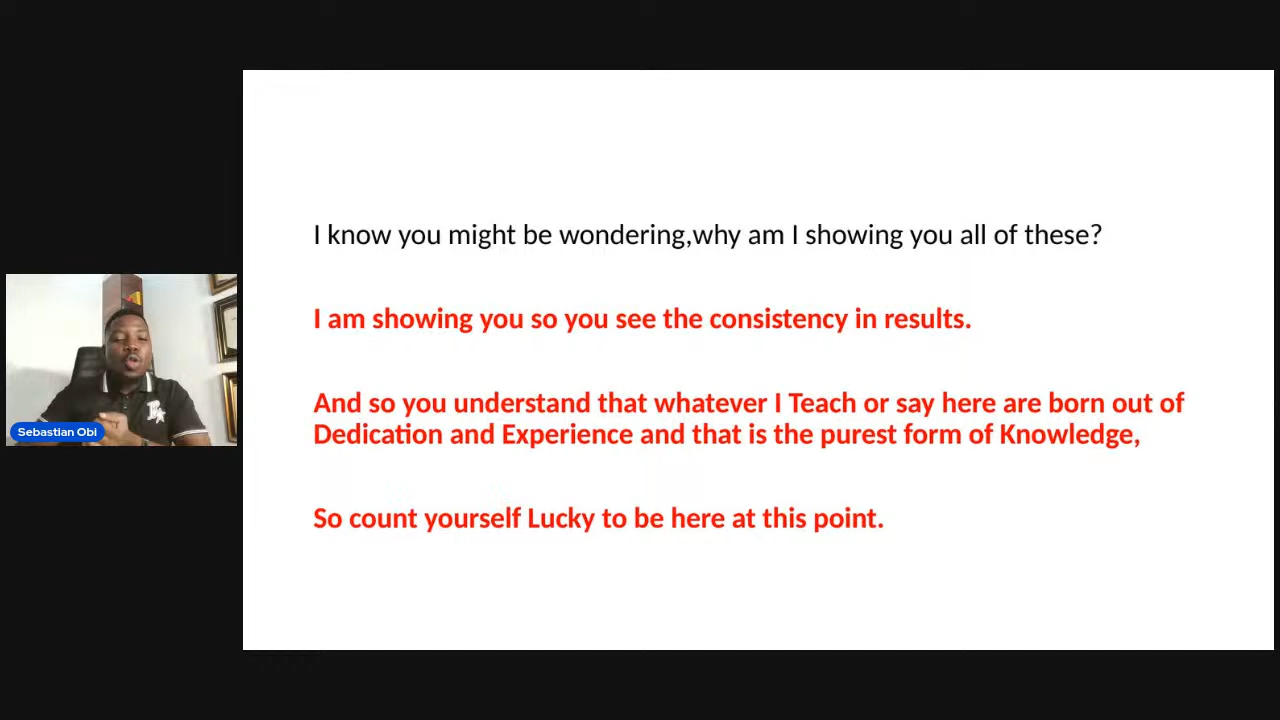 I know you might be wondering,why am I showing you all of these?
I am showing you so you see the consistency in results.
And so you understand that whatever I Teach or say here are born out of
Dedication and Experience and that is the purest form of Knowledge,
So count yourself Lucky to be here at this point.
Sebastian Obi